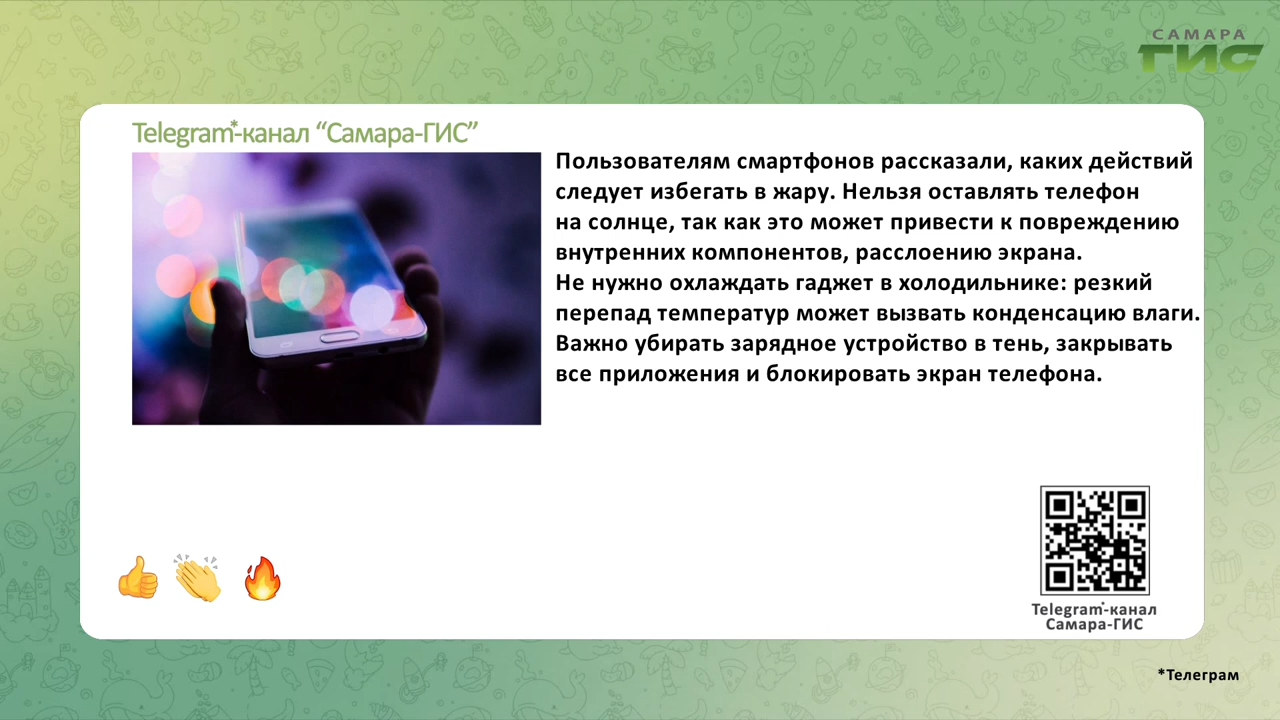 САМАРА
ГИС
Telegram*-канал “Самара-ГИС”
Пользователям смартфонов рассказали, каких действий
следует избегать в жару. Нельзя оставлять телефон
на солнце, так как это может привести к повреждению
внутренних компонентов, расслоению экрана.
Не нужно охлаждать гаджет в холодильнике: резкий
перепад температур может вызвать конденсацию влаги.
Важно убирать зарядное устройство в тень, закрывать
все приложения и блокировать экран телефона.
Telegram*-канал
Самара-ГИС
*Телеграм